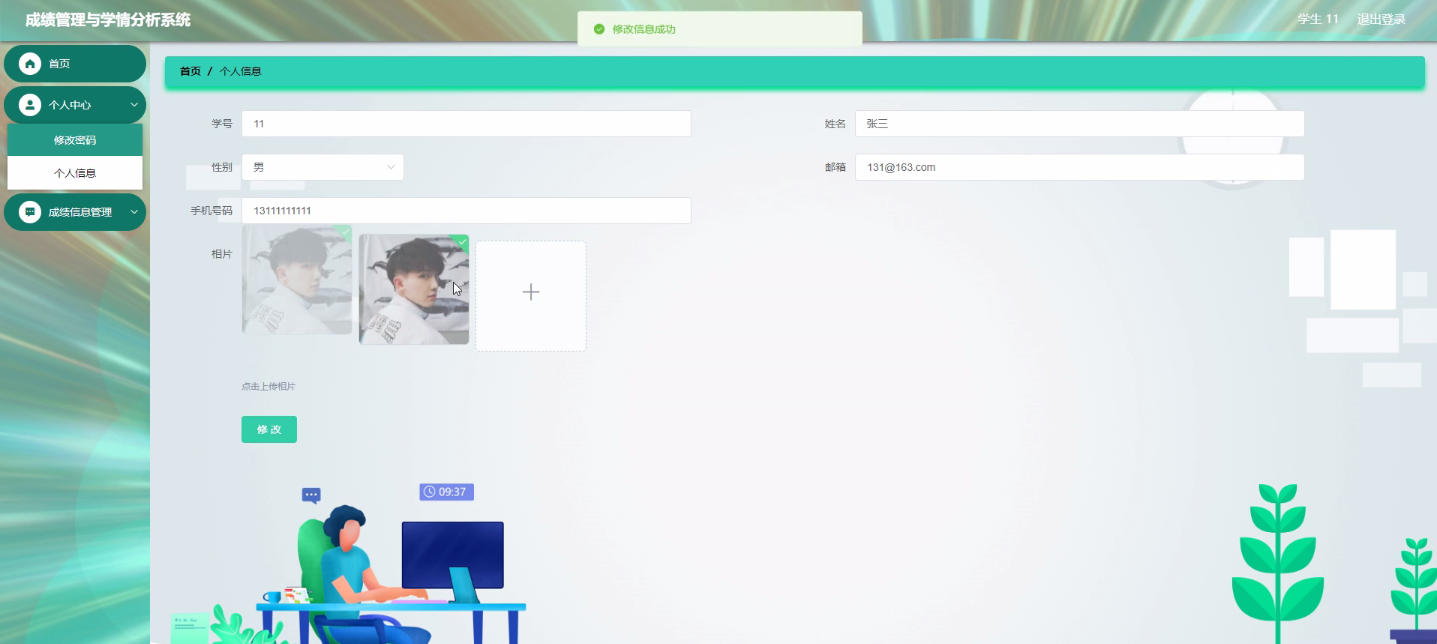 成绩管理与学情分析系统
修改信息成功
学生 11
退出登录
首页
首页 / 个人信息
个人中心
修改密码
个人信息
成绩信息管理
学号
11
姓名
张三
性别
男
邮箱
131@163.com
手机号码
13111111111
相片
点击上传相片
修 改
09:37